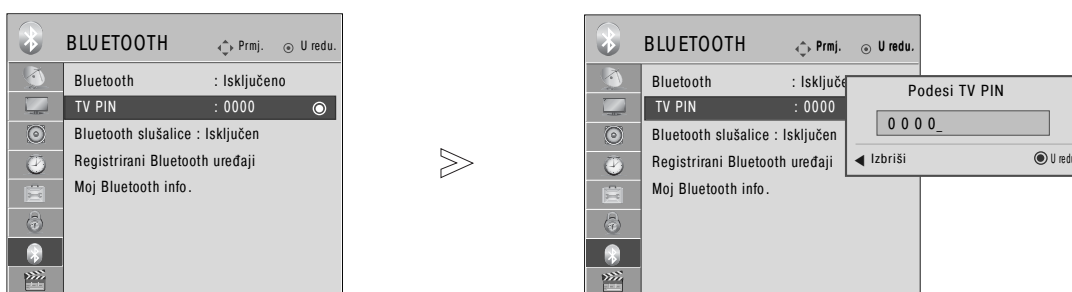 BLUETOOTH Prmj. U redu.
Bluetooth : Isključeno
TV PIN : 0000
Bluetooth slušalice : Isključen
Registrirani Bluetooth uređaji
Moj Bluetooth info.
BLUETOOTH Prmj. U redu.
Bluetooth : Isključe
TV PIN : 0000
Bluetooth slušalice : Isključen
Registrirani Bluetooth uređaji
Moj Bluetooth info.
Podesi TV PIN
0 0 0 0_
Izbriši U redu